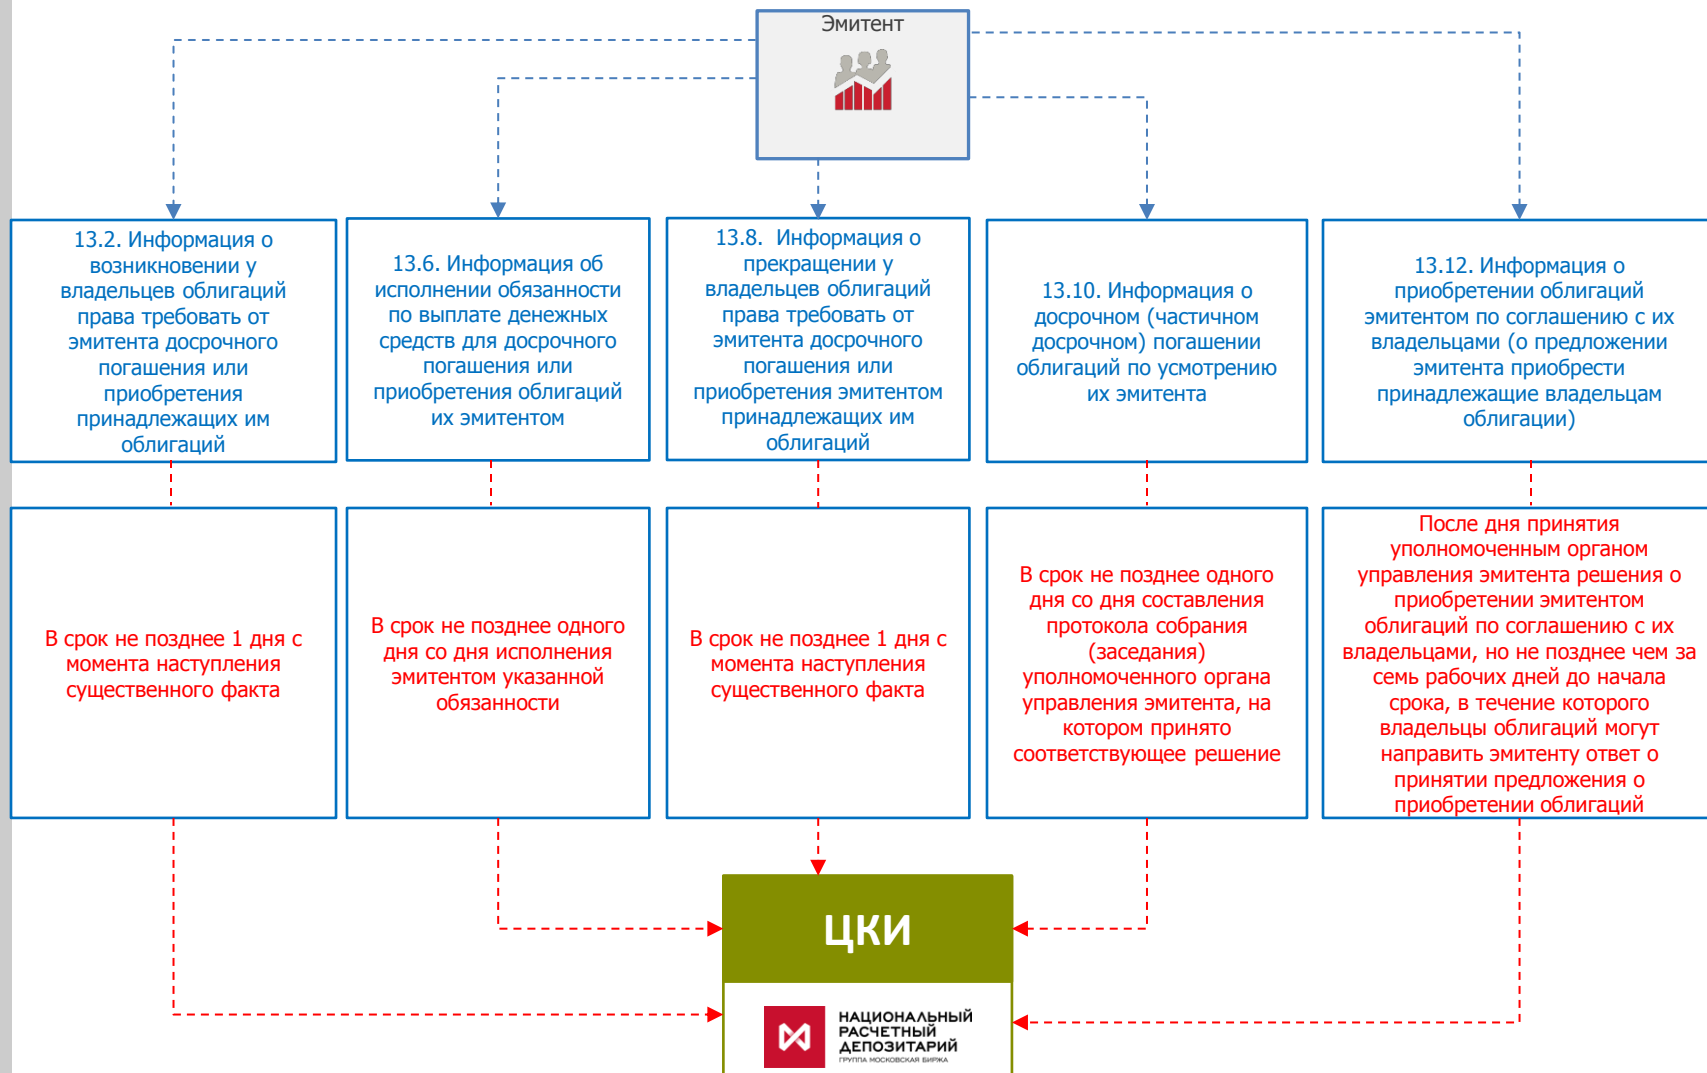 Эмитент
13.2. Информация о
возникновении у
владельцев облигаций
права требовать от
эмитента досрочного
погашения или
приобретения
принадлежащих им
облигаций
13.6. Информация об
исполнении обязанности
по выплате денежных
средств для досрочного
погашения или
приобретения облигаций
их эмитентом
13.8. Информация о
прекращении у
владельцев облигаций
права требовать от
эмитента досрочного
погашения или
приобретения эмитентом
принадлежащих им
облигаций
13.10. Информация о
досрочном (частичном
досрочном) погашении
облигаций по усмотрению
их эмитента
13.12. Информация о
приобретении облигаций
эмитентом по соглашению с их
владельцами (о предложении
эмитента приобрести
принадлежащие владельцам
облигации)
В срок не позднее 1 дня с
момента наступления
существенного факта
В срок не позднее одного
дня со дня исполнения
эмитентом указанной
обязанности
В срок не позднее 1 дня с
момента наступления
существенного факта
В срок не позднее одного
дня со дня составления
протокола собрания
(заседания)
уполномоченного органа
управления эмитента, на
котором принято
соответствующее решение
После дня принятия
уполномоченным органом
управления эмитента решения о
приобретении эмитентом
облигаций по соглашению с их
владельцами, но не позднее чем за
семь рабочих дней до начала
срока, в течение которого
владельцы облигаций могут
направить эмитенту ответ о
принятии предложения о
приобретении облигаций
ЦКИ
НАЦИОНАЛЬНЫЙ
РАСЧЕТНЫЙ
ДЕПОЗИТАРИЙ
ГРУППА МОСКОВСКАЯ БИРЖА